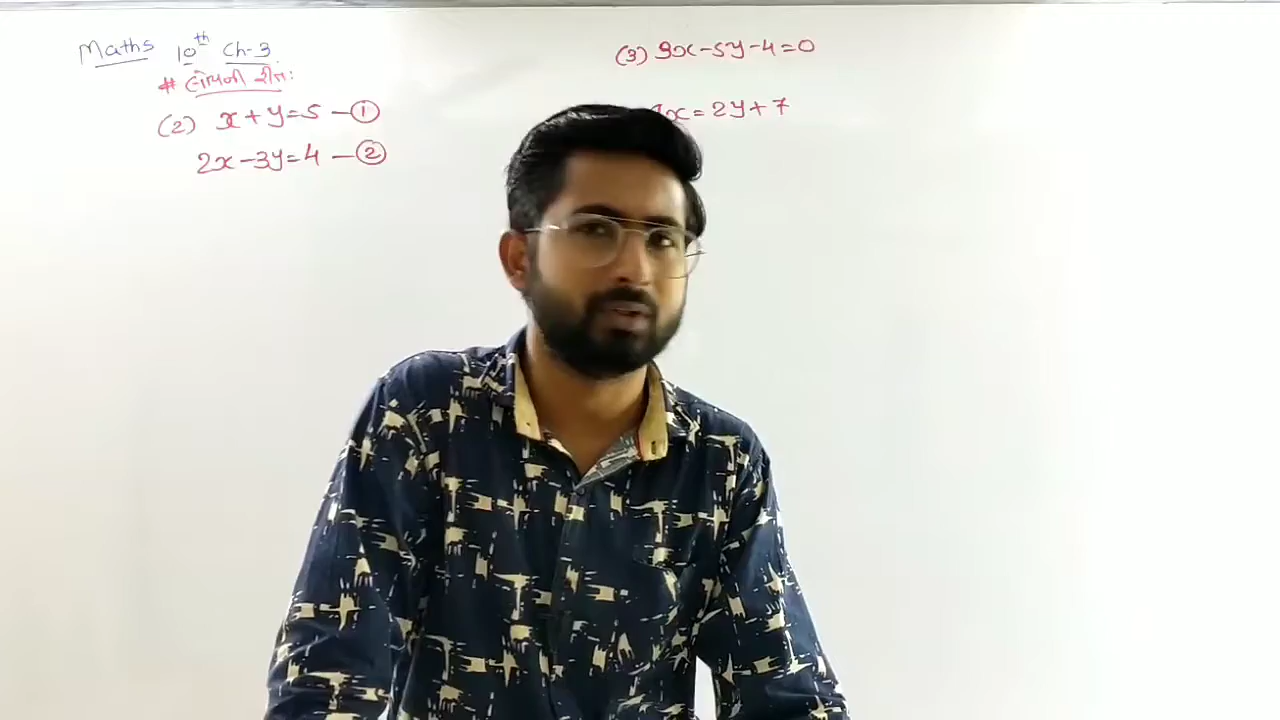 Maths 10th Ch-3
# લોપની રીત:
(2) x+y=5 —①
2x-3y=4 —②
(3) 3x-5y-4=0
x=2y+7